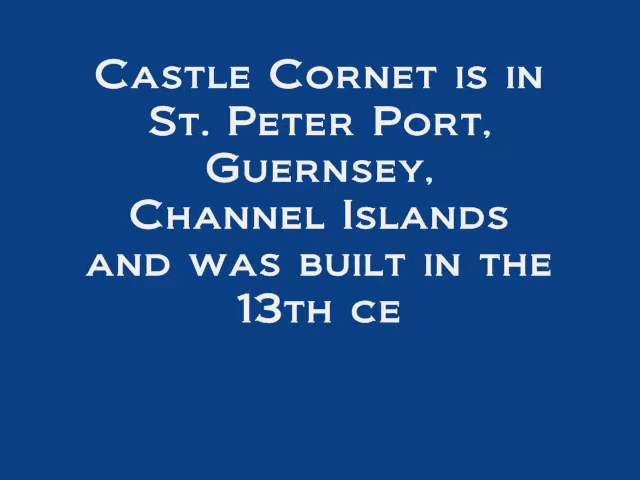 Castle Cornet is in
St. Peter Port,
Guernsey,
Channel Islands
and was built in the
13th ce